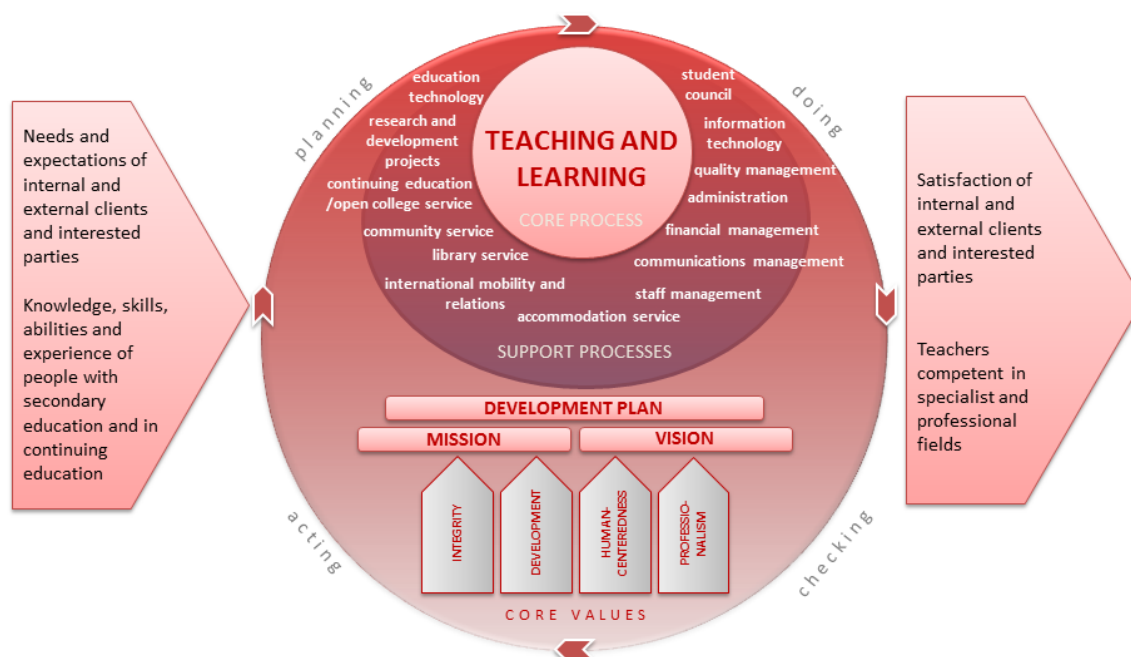 Needs and
expectations of
internal and
external clients
and interested
parties
Knowledge, skills,
abilities and
experience of
people with
secondary
education and in
continuing
education
planning
doing
checking
acting
education
technology
research and
development
projects
continuing education
/open college service
community service
library service
international mobility and
relations
accommodation service
student
council
information
technology
quality management
administration
financial management
communications management
staff management
TEACHING AND
LEARNING
CORE PROCESS
SUPPORT PROCESSES
DEVELOPMENT PLAN
MISSION
VISION
INTEGRITY
DEVELOPMENT
HUMAN-
CENTEREDNESS
PROFESSIO-
NALISM
CORE VALUES
Satisfaction of
internal and
external clients
and interested
parties
Teachers
competent in
specialist and
professional
fields